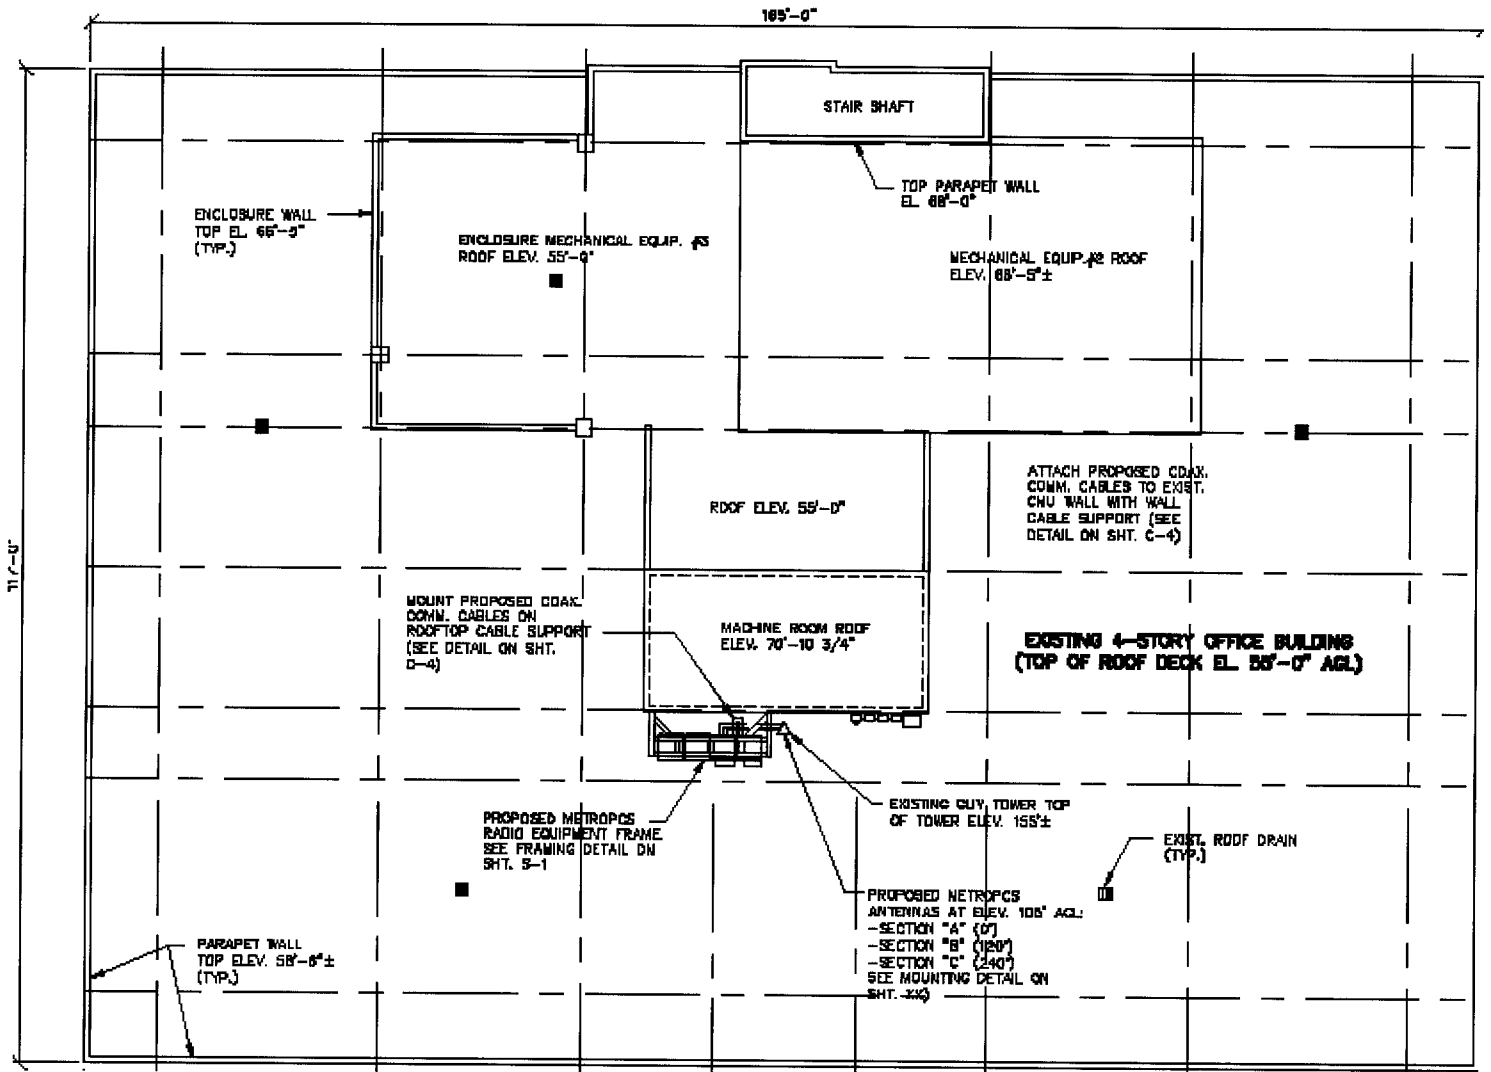 165'-0"
STAIR SHAFT
TOP PARAPET WALL
EL. 68'-0"
ENCLOSURE WALL
TOP EL. 66'-5"
(TYP.)
ENCLOSURE MECHANICAL EQUIP. #3
ROOF ELEV. 55'-0"
MECHANICAL EQUIP. #2 ROOF
ELEV. 68'-5"±
ATTACH PROPOSED COAX.
COMM. CABLES TO EXIST.
CMU WALL WITH WALL
CABLE SUPPORT (SEE
DETAIL ON SHT. C-4)
ROOF ELEV. 55'-0"
117'-0"
MOUNT PROPOSED COAX.
COMM. CABLES ON
ROOFTOP CABLE SUPPORT
(SEE DETAIL ON SHT.
C-4)
MACHINE ROOM ROOF
ELEV. 70'-10 3/4"
EXISTING 4-STORY OFFICE BUILDING
(TOP OF ROOF DECK EL. 55'-0" AGL)
PROPOSED METROPCS
RADIO EQUIPMENT FRAME
SEE FRAMING DETAIL ON
SHT. S-1
EXISTING GUY TOWER TOP
OF TOWER ELEV. 155'±
EXIST. ROOF DRAIN
(TYP.)
PROPOSED METROPCS
ANTENNAS AT ELEV. AGL:
-SECTION "A" (0°)
-SECTION "B" (120°)
-SECTION "C" (240°)
SEE MOUNTING DETAIL ON
SHT. XX)
PARAPET WALL
TOP ELEV. 58'-6"±
(TYP.)